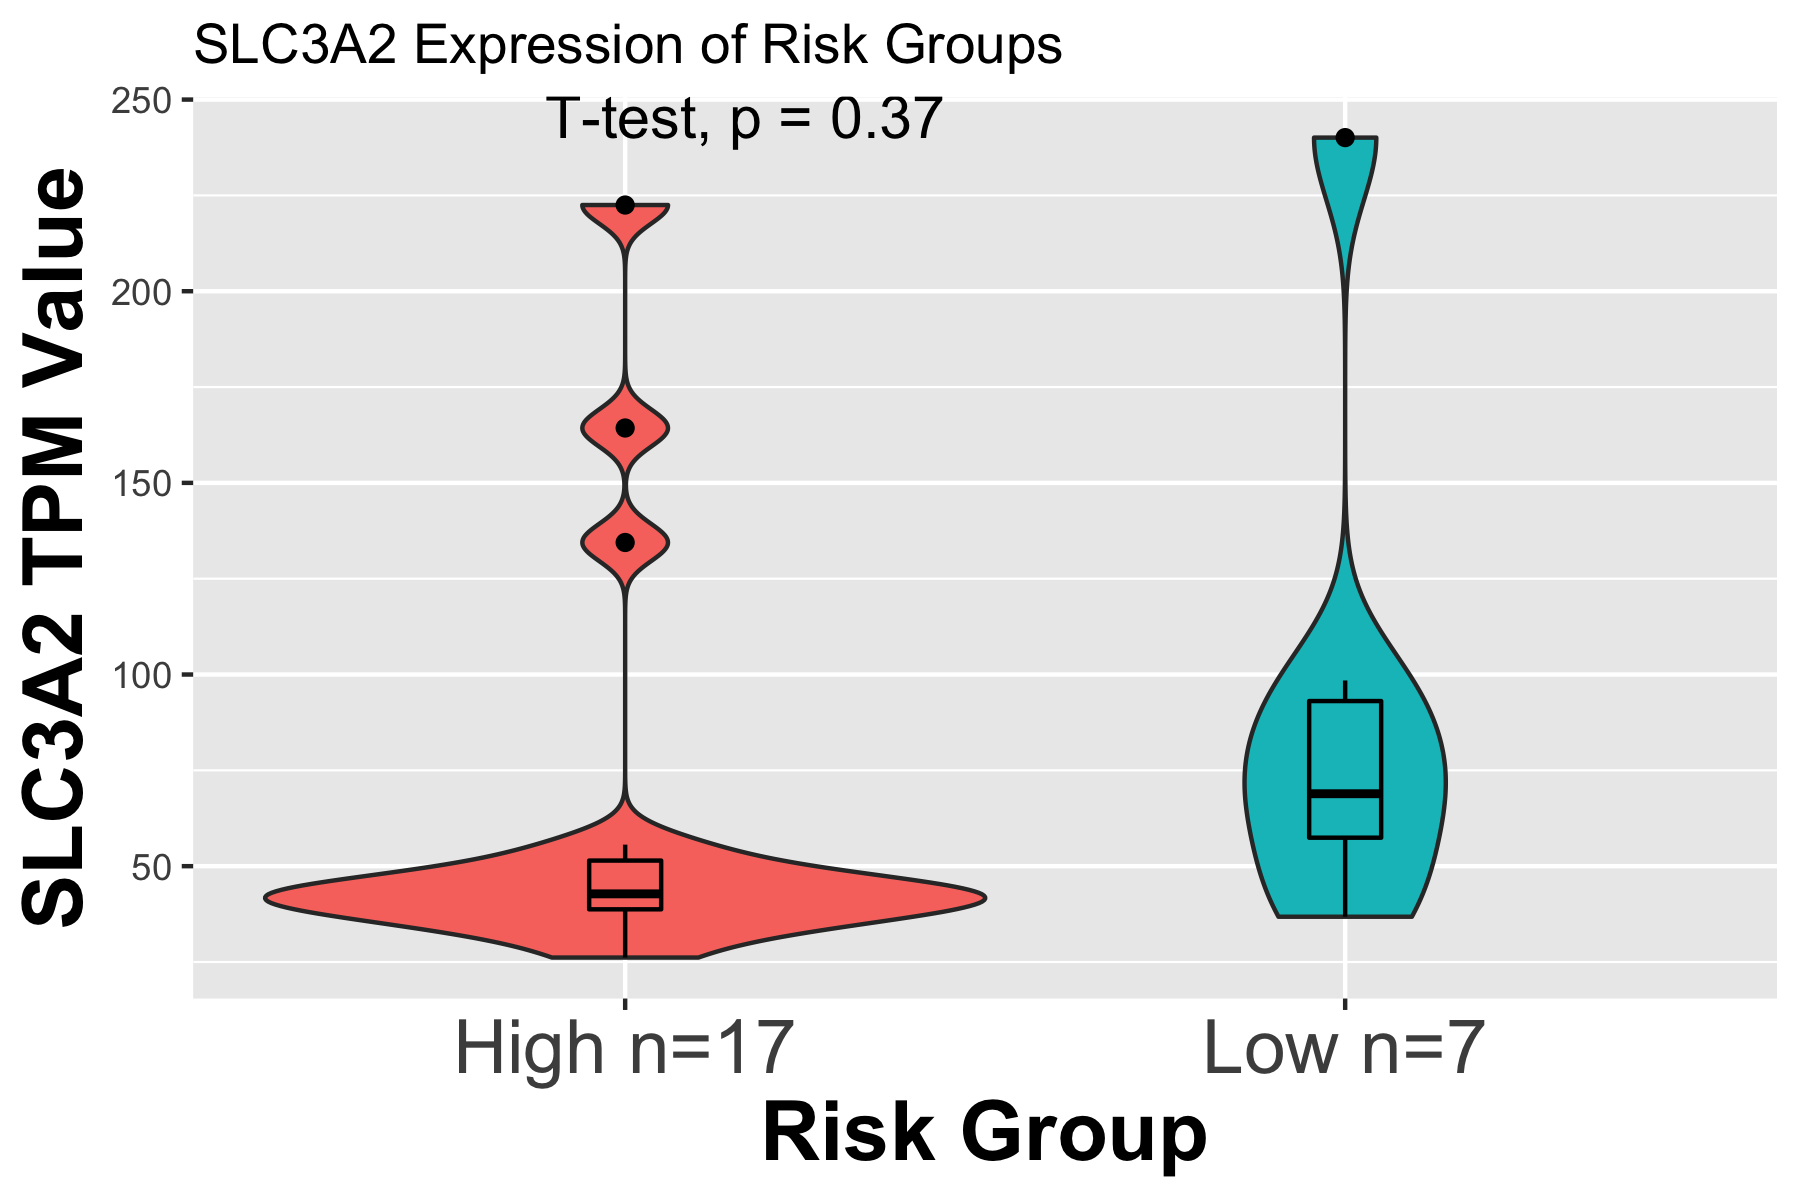 SLC3A2 Expression of Risk Groups
T-test, p = 0.37
SLC3A2 TPM Value
250
200
150
100
50
High n=17
Low n=7
Risk Group